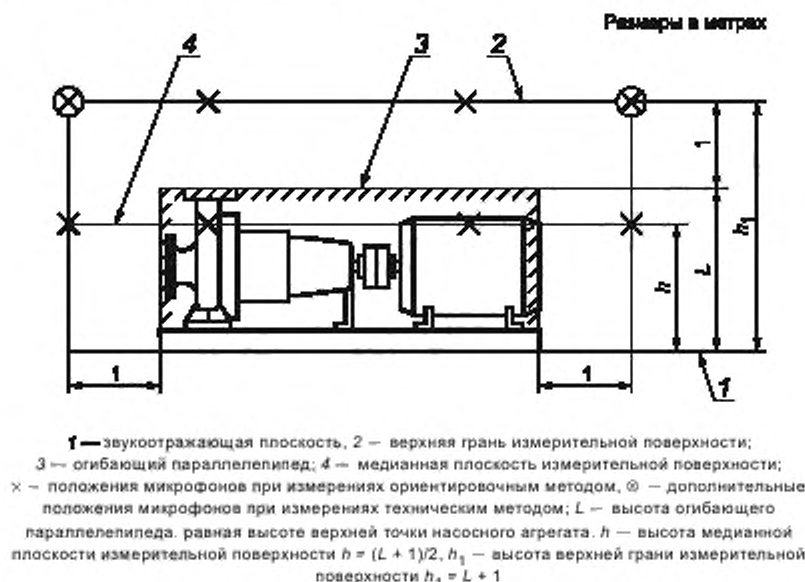 Размеры в метрах
4 3 2
1
h L h₁
1 1 1
1 — звукоотражающая плоскость, 2 — верхняя грань измерительной поверхности;
3 — огибающий параллелепипед; 4 — медианная плоскость измерительной поверхности;
× — положения микрофонов при измерениях ориентировочным методом, ⊗ — дополнительные
положения микрофонов при измерениях техническим методом; L — высота огибающего
параллелепипеда. равная высоте верхней точки насосного агрегата. h — высота медианной
плоскости измерительной поверхности h = (L + 1)/2, h₁ — высота верхней грани измерительной
поверхности h₁ = L + 1